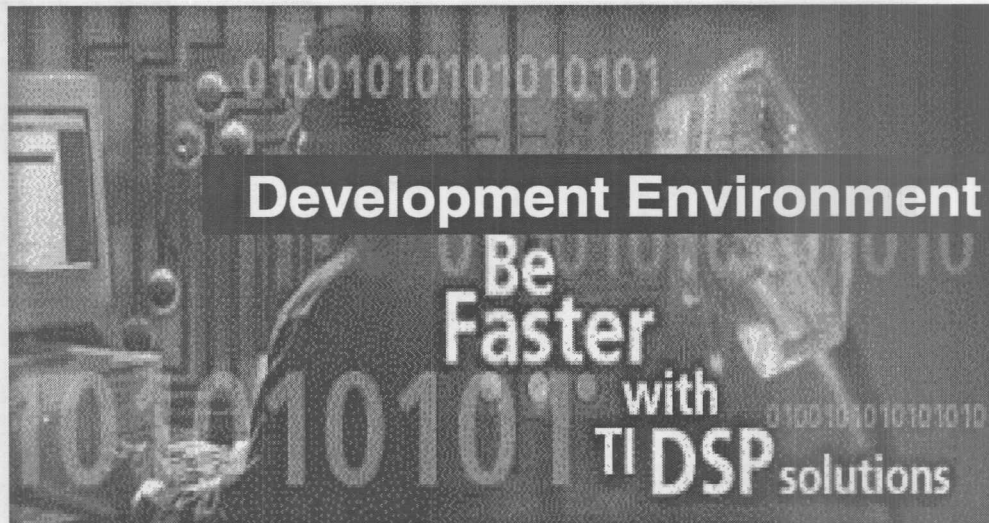 01001010101010101
Development Environment
Be
Faster
with
TI DSP solutions